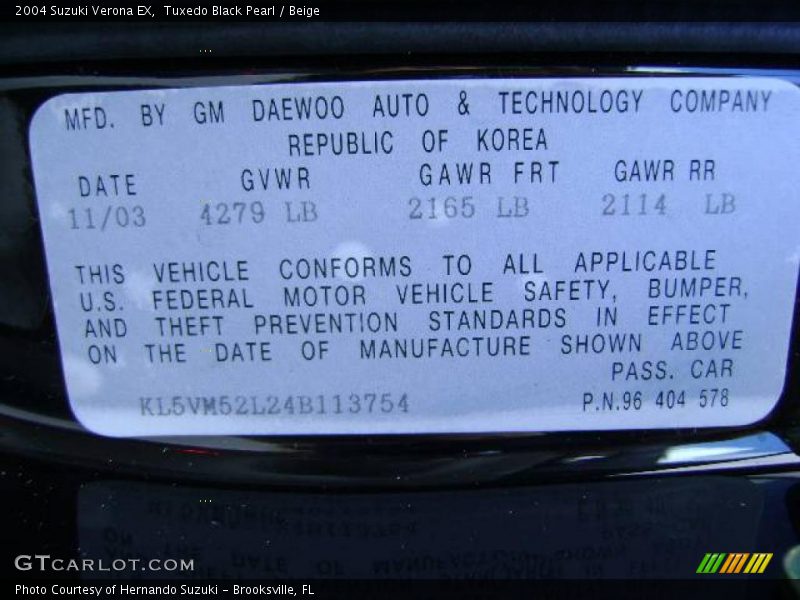 2004 Suzuki Verona EX,  Tuxedo Black Pearl / Beige
MFD. BY GM DAEWOO AUTO & TECHNOLOGY COMPANY
REPUBLIC OF KOREA
DATE GVWR GAWR FRT GAWR RR
11/03 4279 LB 2165 LB 2114 LB
THIS VEHICLE CONFORMS TO ALL APPLICABLE
U.S. FEDERAL MOTOR VEHICLE SAFETY, BUMPER,
AND THEFT PREVENTION STANDARDS IN EFFECT
ON THE DATE OF MANUFACTURE SHOWN ABOVE
PASS. CAR
KL5VM52L24B113754 P.N.96 404 578
GTCARLOT.COM
Photo Courtesy of Hernando Suzuki - Brooksville, FL